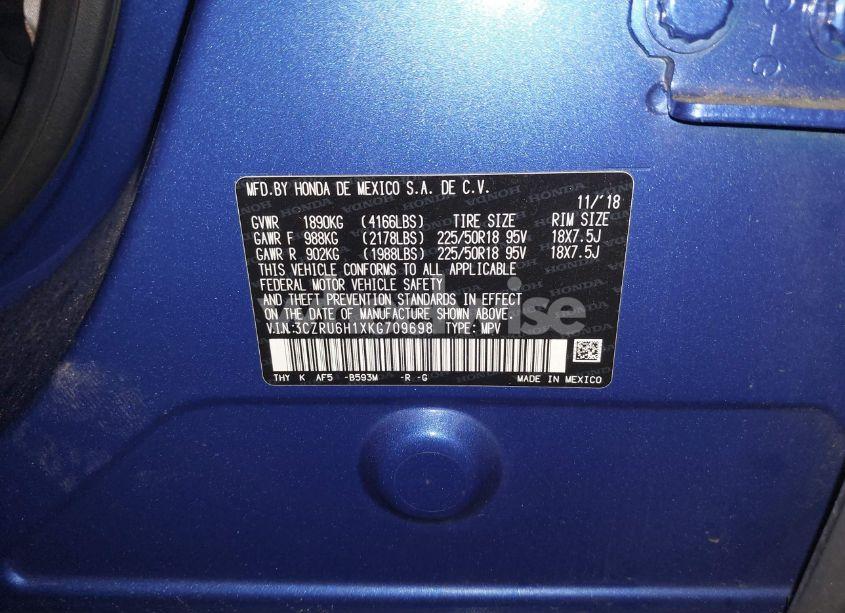 MFD.BY HONDA DE MEXICO S.A. DE C.V.
11/'18
GVWR 1890KG (4166LBS) TIRE SIZE RIM SIZE
GAWR F 988KG (2178LBS) 225/50R18 95V 18X7.5J
GAWR R 902KG (1988LBS) 225/50R18 95V 18X7.5J
THIS VEHICLE CONFORMS TO ALL APPLICABLE
FEDERAL MOTOR VEHICLE SAFETY
AND THEFT PREVENTION STANDARDS IN EFFECT
ON THE DATE OF MANUFACTURE SHOWN ABOVE.
V.I.N:3CZRU6H1XKG709698 TYPE: MPV
THY K AF5 -B593M -R -G MADE IN MEXICO